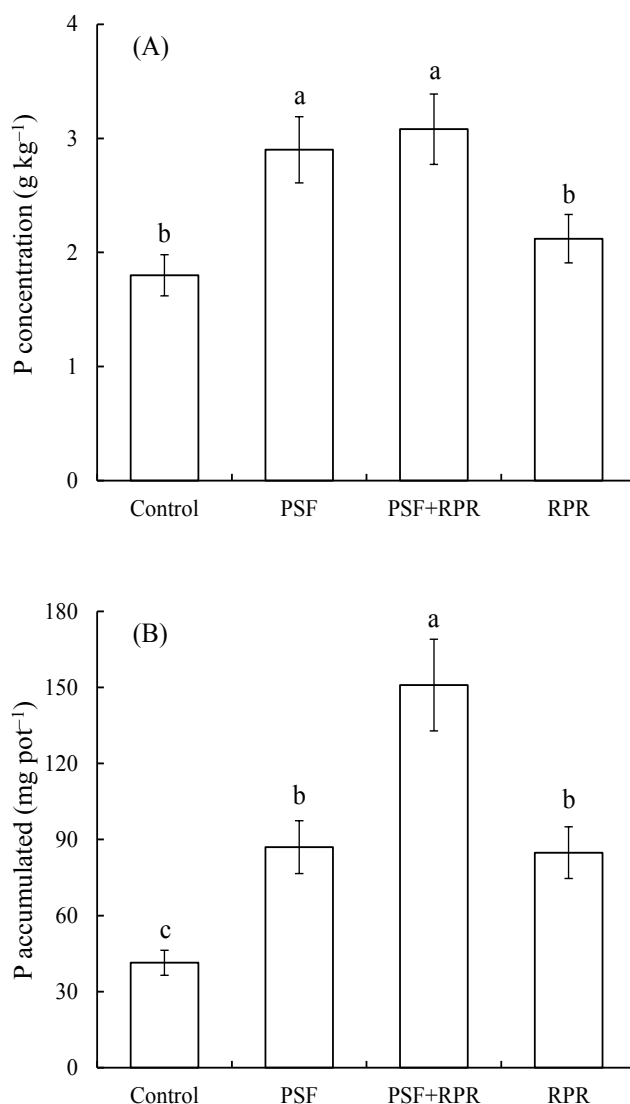 4
(A)
3
2
1
0
P concentration (g kg⁻¹)
a
a
b
b
Control
PSF
PSF+RPR
RPR
180
(B)
150
120
90
60
30
0
P accumulated (mg pot⁻¹)
a
b
b
c
Control
PSF
PSF+RPR
RPR